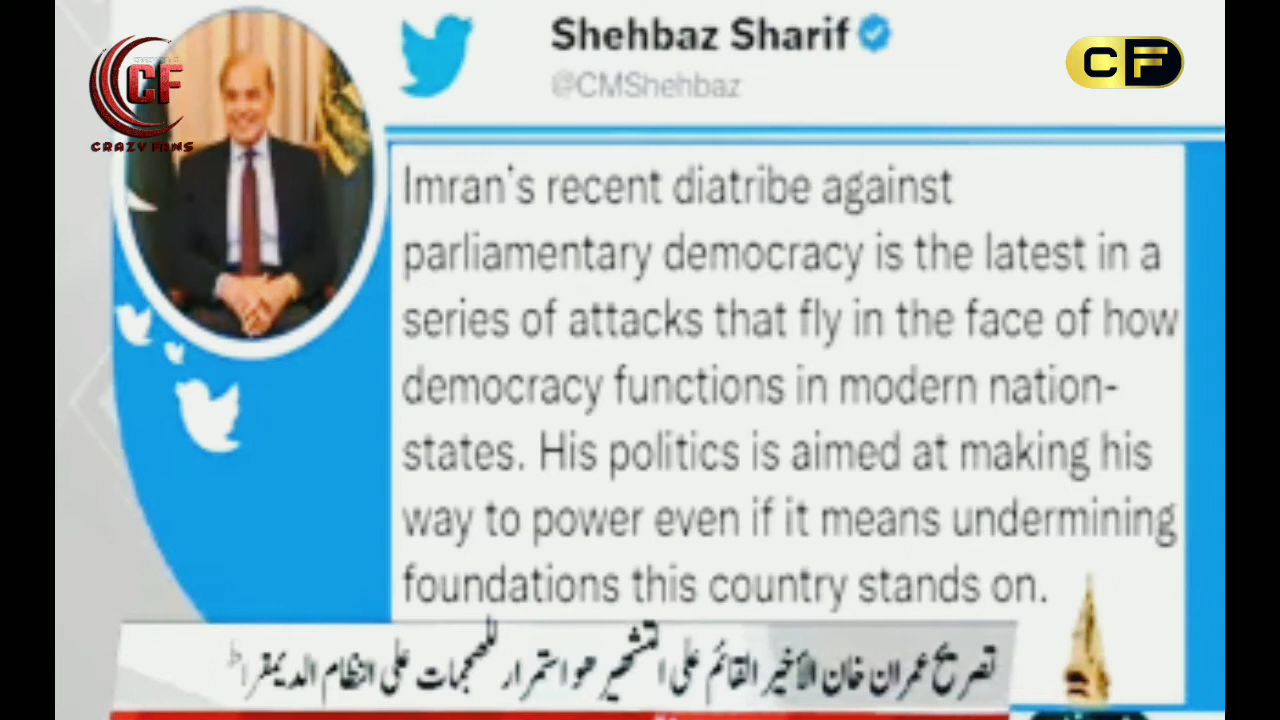 Shehbaz Sharif
@CMShehbaz
CF
CRAZY FANS
CF
Imran's recent diatribe against
parliamentary democracy is the latest in a
series of attacks that fly in the face of how
democracy functions in modern nation-
states. His politics is aimed at making his
way to power even if it means undermining
foundations this country stands on.
تصريح عمران خان الأخير القائم على التشهير هو استمرار للهجمات على النظام